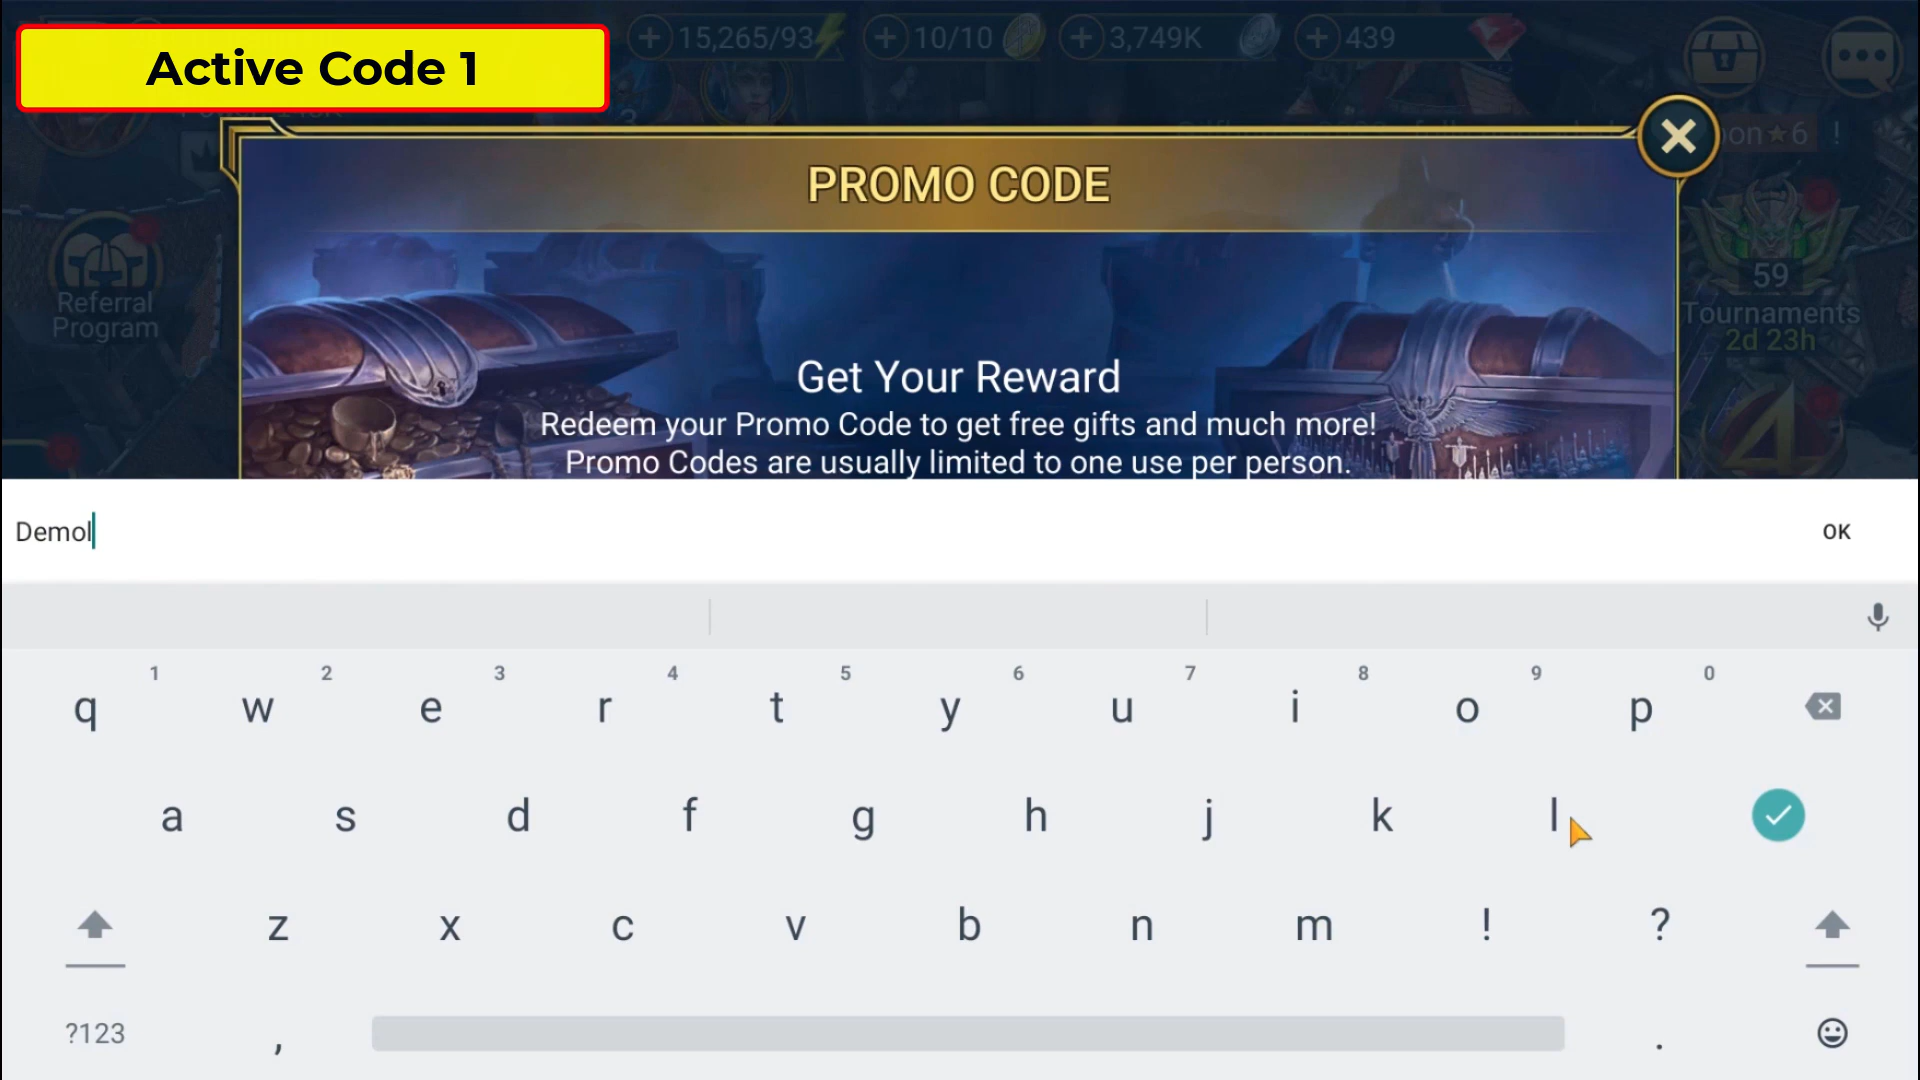 Active Code 1
15,265/93
10/10
3,749K
439
PROMO CODE
Referral
Program
59
Tournaments
2d 23h
Get Your Reward
Redeem your Promo Code to get free gifts and much more!
Promo Codes are usually limited to one use per person.
Demol
OK
1 2 3 4 5 6 7 8 9 0
q w e r t y u i o p
a s d f g h j k l
z x c v b n m ! ?
?123 , .